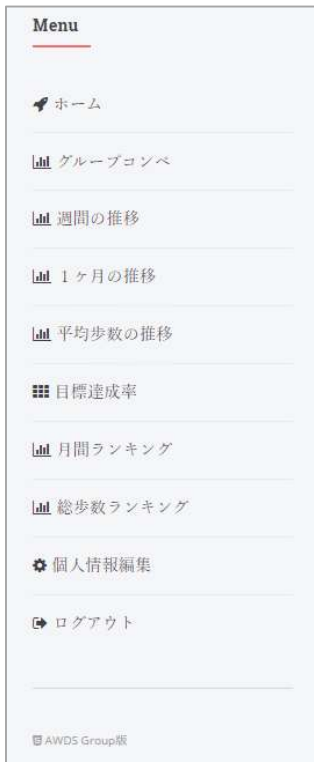 Menu
ホーム
グループコンペ
週間の推移
１ヶ月の推移
平均歩数の推移
目標達成率
月間ランキング
総歩数ランキング
個人情報編集
ログアウト
AWDS Group版